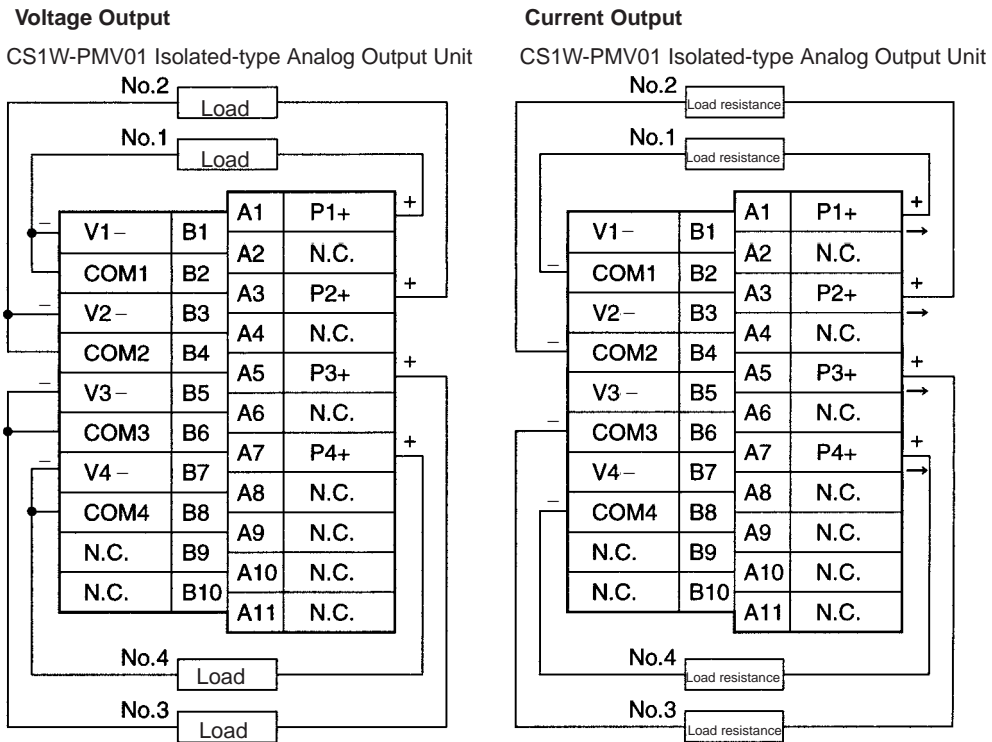 Voltage Output
CS1W-PMV01 Isolated-type Analog Output Unit
No.2
Load
No.1
Load
A1 P1+ +
− V1− B1
A2 N.C.
COM1 B2
A3 P2+ +
− V2− B3
A4 N.C.
COM2 B4
A5 P3+ +
− V3− B5
A6 N.C.
COM3 B6
A7 P4+ +
− V4− B7
A8 N.C.
COM4 B8
A9 N.C.
N.C. B9
A10 N.C.
N.C. B10
A11 N.C.
No.4
Load
No.3
Load
Current Output
CS1W-PMV01 Isolated-type Analog Output Unit
No.2
Load resistance
No.1
Load resistance
A1 P1+ +
V1− B1 →
A2 N.C.
− COM1 B2
A3 P2+ +
V2− B3 →
A4 N.C.
− COM2 B4
A5 P3+ +
V3− B5 →
A6 N.C.
− COM3 B6
A7 P4+ +
V4− B7 →
A8 N.C.
− COM4 B8
A9 N.C.
N.C. B9
A10 N.C.
N.C. B10
A11 N.C.
No.4
Load resistance
No.3
Load resistance